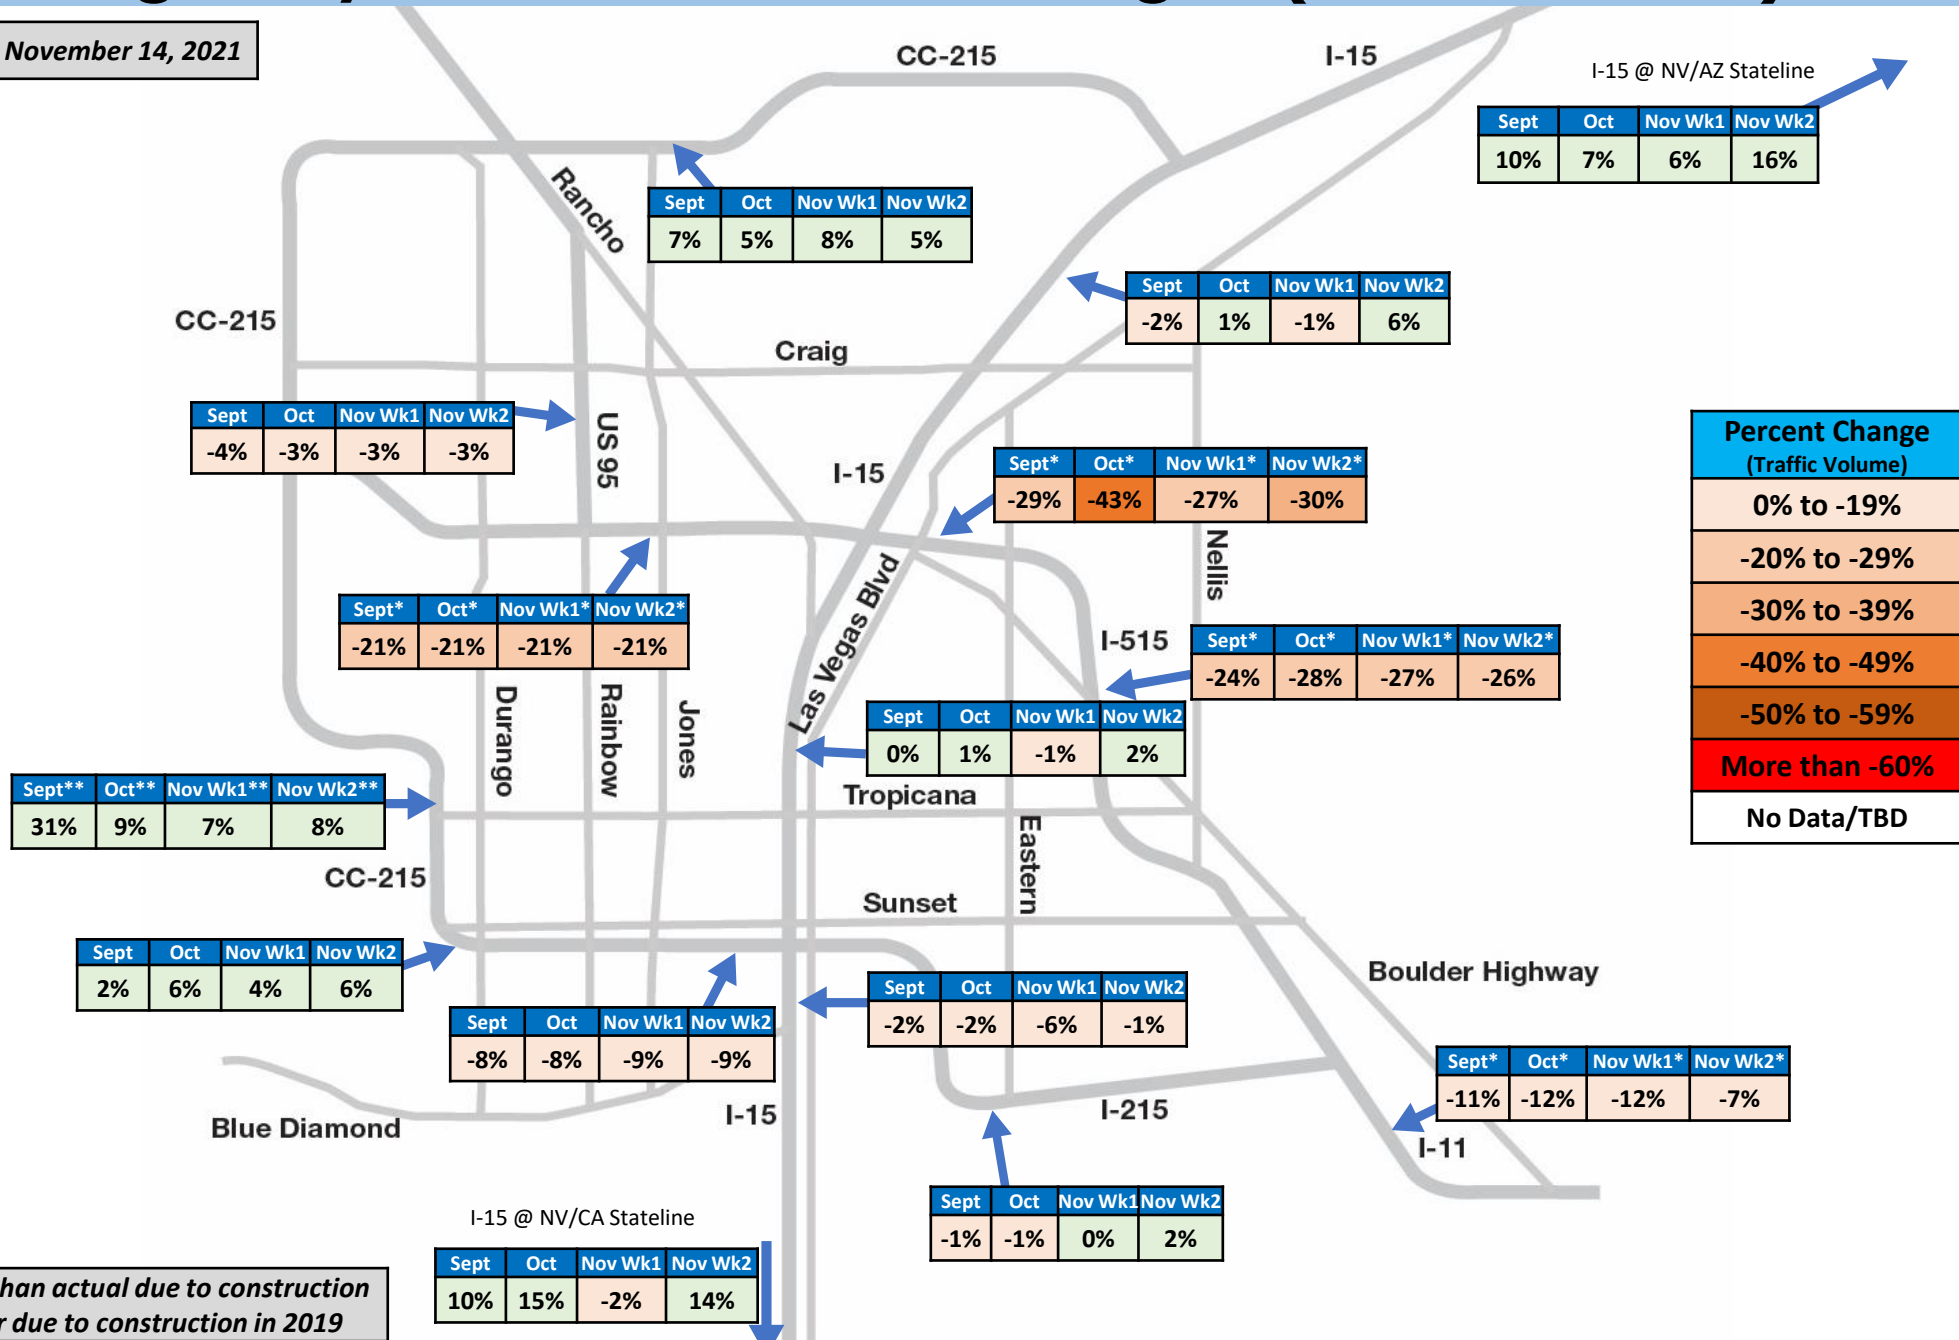 November 14, 2021
CC-215
I-15
I-15 @ NV/AZ Stateline
Sept Oct Nov Wk1 Nov Wk2
10% 7% 6% 16%
Rancho
Sept Oct Nov Wk1 Nov Wk2
7% 5% 8% 5%
Sept Oct Nov Wk1 Nov Wk2
-2% 1% -1% 6%
CC-215
Craig
Sept Oct Nov Wk1 Nov Wk2
-4% -3% -3% -3%
US 95
I-15
Sept* Oct* Nov Wk1* Nov Wk2*
-29% -43% -27% -30%
Percent Change
(Traffic Volume)
0% to -19%
-20% to -29%
-30% to -39%
-40% to -49%
-50% to -59%
More than -60%
No Data/TBD
Nellis
Las Vegas Blvd
Sept* Oct* Nov Wk1* Nov Wk2*
-21% -21% -21% -21%
I-515
Sept* Oct* Nov Wk1* Nov Wk2*
-24% -28% -27% -26%
Durango
Rainbow
Jones
Sept Oct Nov Wk1 Nov Wk2
0% 1% -1% 2%
Sept** Oct** Nov Wk1** Nov Wk2**
31% 9% 7% 8%
Tropicana
Eastern
CC-215
Sunset
Sept Oct Nov Wk1 Nov Wk2
2% 6% 4% 6%
Boulder Highway
Sept Oct Nov Wk1 Nov Wk2
-2% -2% -6% -1%
Sept Oct Nov Wk1 Nov Wk2
-8% -8% -9% -9%
Sept* Oct* Nov Wk1* Nov Wk2*
-11% -12% -12% -7%
Blue Diamond
I-15
I-215
I-11
Sept Oct Nov Wk1 Nov Wk2
-1% -1% 0% 2%
I-15 @ NV/CA Stateline
Sept Oct Nov Wk1 Nov Wk2
10% 15% -2% 14%
han actual due to construction
r due to construction in 2019